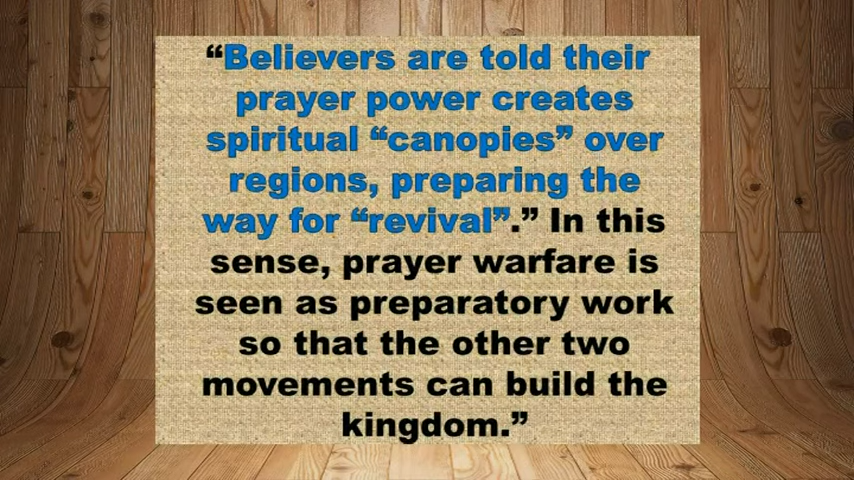 “Believers are told their
prayer power creates
spiritual “canopies” over
regions, preparing the
way for “revival”.” In this
sense, prayer warfare is
seen as preparatory work
so that the other two
movements can build the
kingdom.”